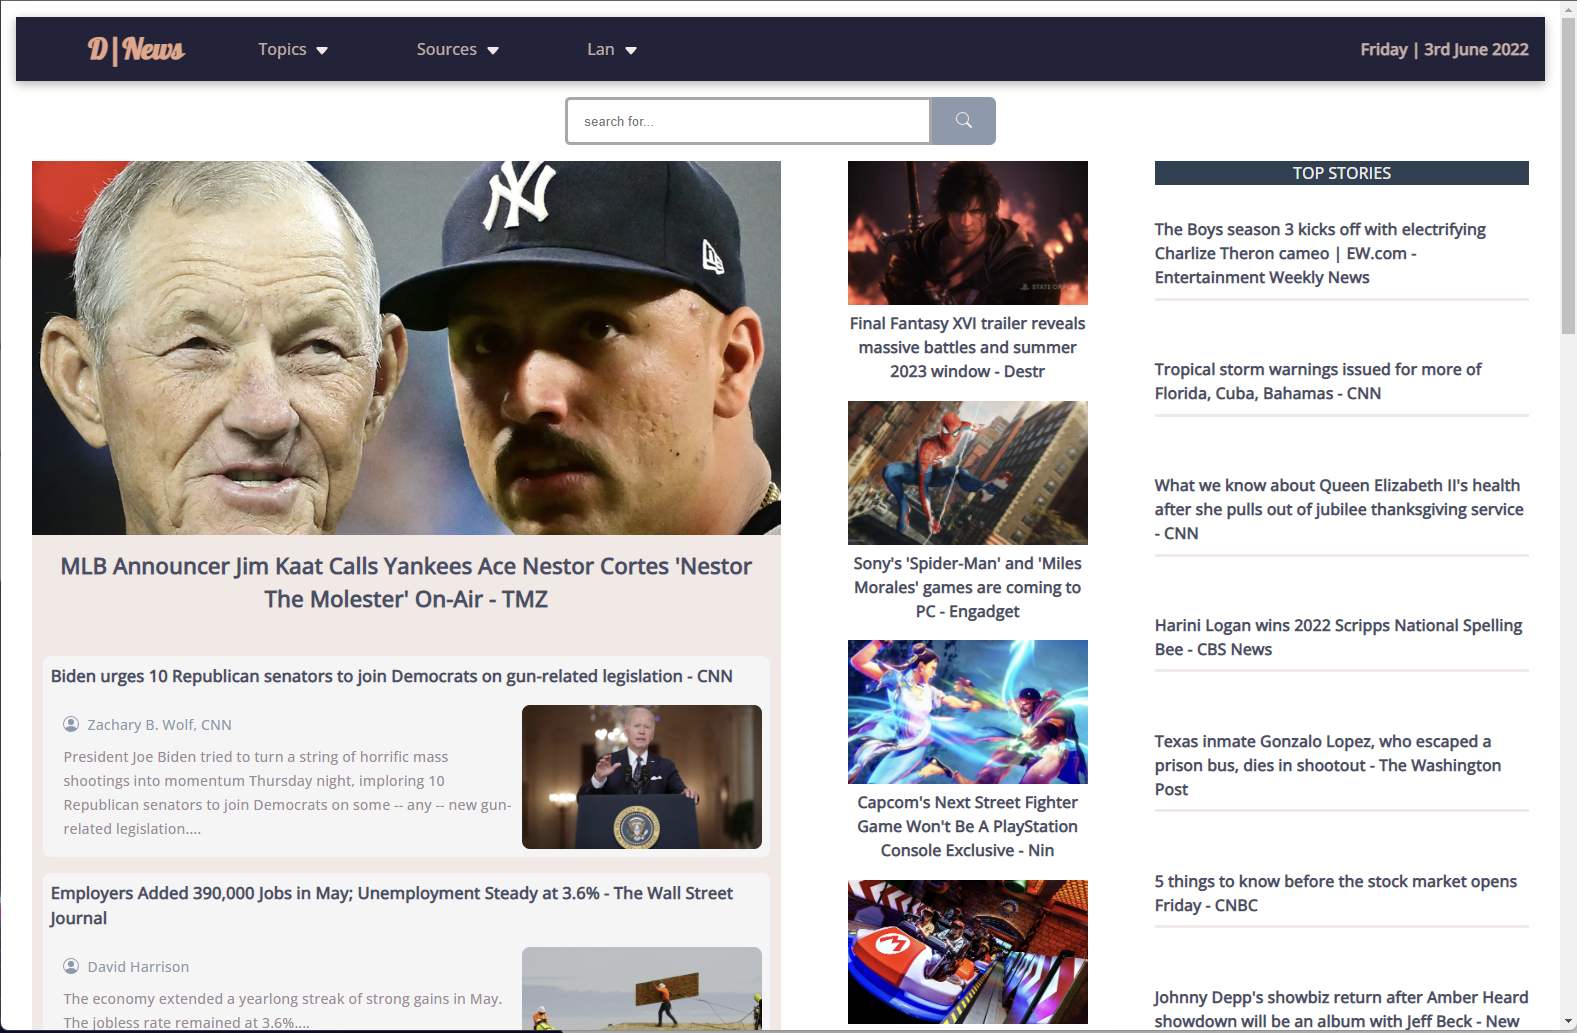 D|News
Topics
Sources
Lan
Friday | 3rd June 2022
search for...
MLB Announcer Jim Kaat Calls Yankees Ace Nestor Cortes 'Nestor
The Molester' On-Air - TMZ
Biden urges 10 Republican senators to join Democrats on gun-related legislation - CNN
Zachary B. Wolf, CNN
President Joe Biden tried to turn a string of horrific mass
shootings into momentum Thursday night, imploring 10
Republican senators to join Democrats on some -- any -- new gun-
related legislation....
Employers Added 390,000 Jobs in May; Unemployment Steady at 3.6% - The Wall Street
Journal
David Harrison
The economy extended a yearlong streak of strong gains in May.
The jobless rate remained at 3.6%....
STATE OF
Final Fantasy XVI trailer reveals
massive battles and summer
2023 window - Destr
Sony's 'Spider-Man' and 'Miles
Morales' games are coming to
PC - Engadget
Capcom's Next Street Fighter
Game Won't Be A PlayStation
Console Exclusive - Nin
TOP STORIES
The Boys season 3 kicks off with electrifying
Charlize Theron cameo | EW.com -
Entertainment Weekly News
Tropical storm warnings issued for more of
Florida, Cuba, Bahamas - CNN
What we know about Queen Elizabeth II's health
after she pulls out of jubilee thanksgiving service
- CNN
Harini Logan wins 2022 Scripps National Spelling
Bee - CBS News
Texas inmate Gonzalo Lopez, who escaped a
prison bus, dies in shootout - The Washington
Post
5 things to know before the stock market opens
Friday - CNBC
Johnny Depp's showbiz return after Amber Heard
showdown will be an album with Jeff Beck - New